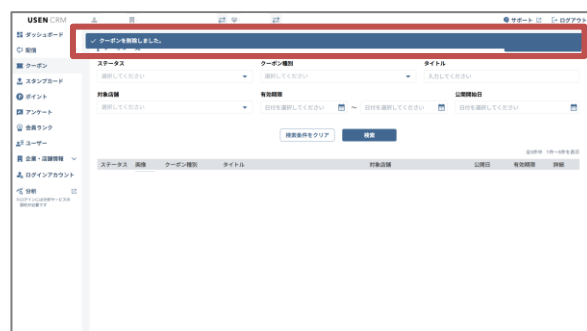 USEN CRM
サポート
ログアウト
クーポンを削除しました。
ダッシュボード
配信
クーポン
スタンプカード
ポイント
アンケート
会員ランク
ユーザー
企業・店舗情報
ログインアカウント
分析
ステータス
クーポン種別
タイトル
選択してください
選択してください
入力してください
対象店舗
有効期限
公開開始日
選択してください
日付を選択してください 〜 日付を選択してください
日付を選択してください
検索条件をクリア
検索
ステータス 画像 クーポン種別 タイトル 対象店舗 公開日 有効期限 詳細